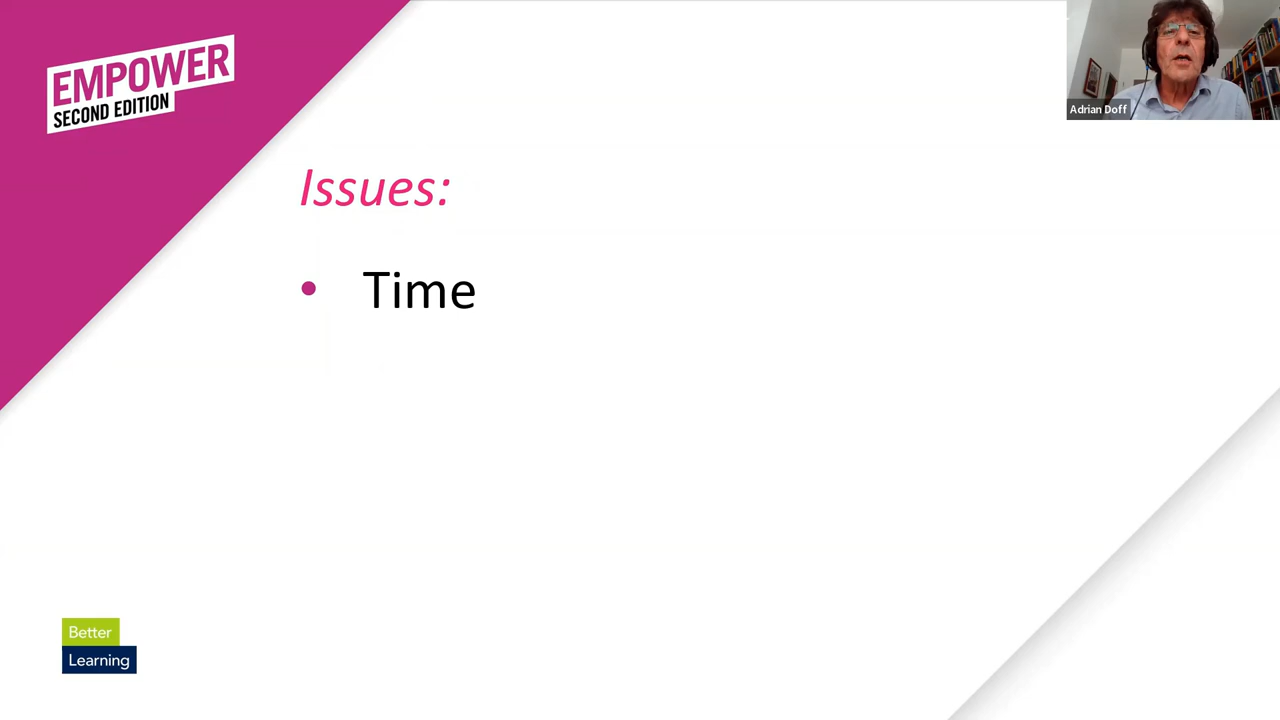 EMPOWER
SECOND EDITION
Adrian Doff
Issues:
• Time
Better
Learning